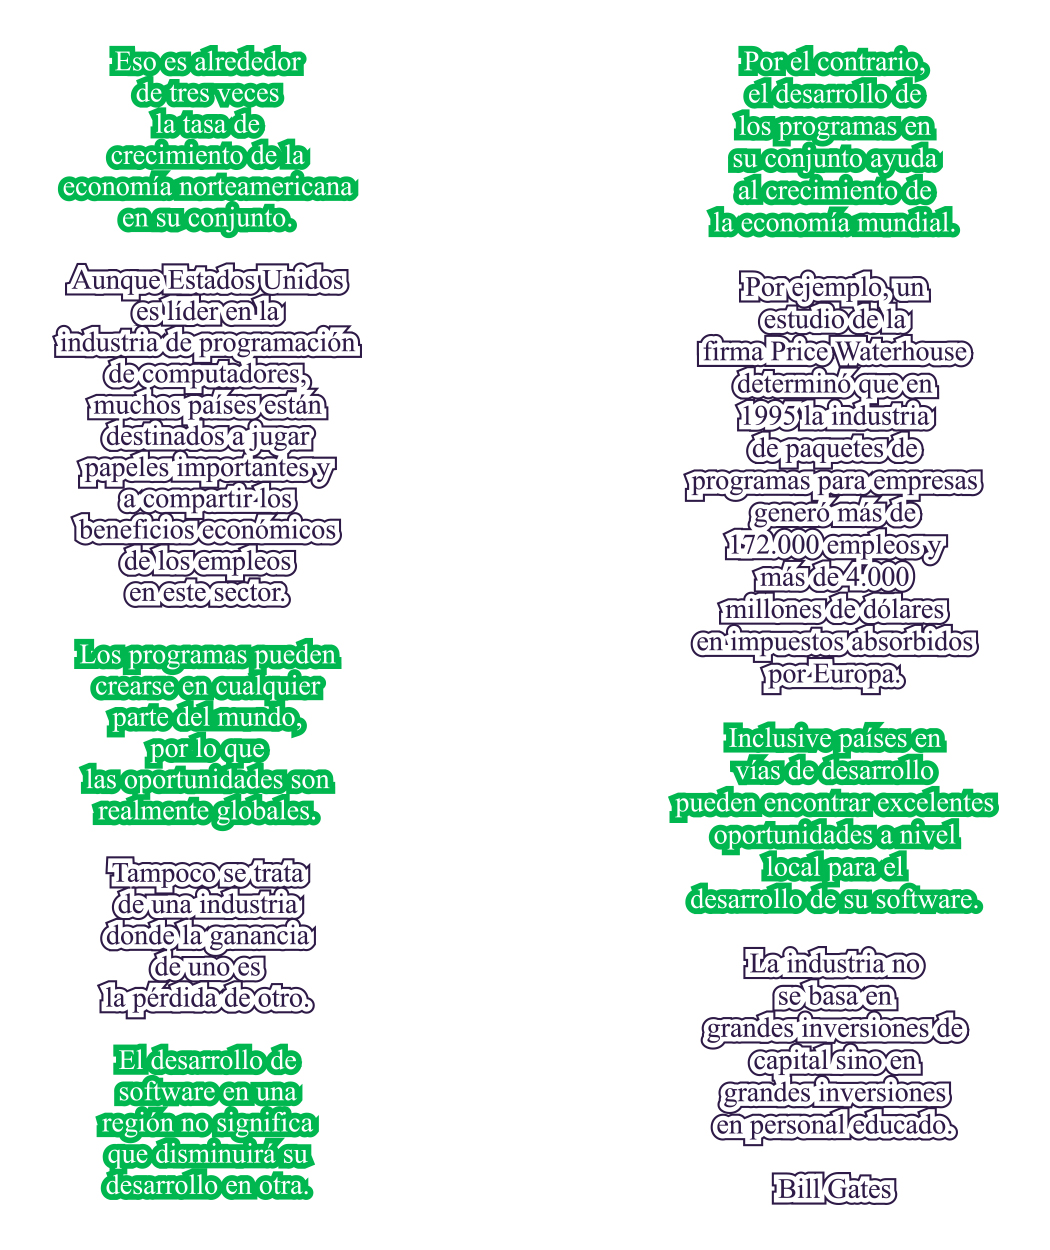 Eso es alrededor
de tres veces
la tasa de
crecimiento de la
economía norteamericana
en su conjunto.
Aunque Estados Unidos
es líder en la
industria de programación
de computadores,
muchos países están
destinados a jugar
papeles importantes y
a compartir los
beneficios económicos
de los empleos
en este sector.
Los programas pueden
crearse en cualquier
parte del mundo,
por lo que
las oportunidades son
realmente globales.
Tampoco se trata
de una industria
donde la ganancia
de uno es
la pérdida de otro.
El desarrollo de
software en una
región no significa
que disminuirá su
desarrollo en otra.
Por el contrario,
el desarrollo de
los programas en
su conjunto ayuda
al crecimiento de
la economía mundial.
Por ejemplo, un
estudio de la
firma Price Waterhouse
determinó que en
1995 la industria
de paquetes de
programas para empresas
generó más de
172.000 empleos y
más de 4.000
millones de dólares
en impuestos absorbidos
por Europa.
Inclusive países en
vías de desarrollo
pueden encontrar excelentes
oportunidades a nivel
local para el
desarrollo de su software.
La industria no
se basa en
grandes inversiones de
capital sino en
grandes inversiones
en personal educado.
Bill Gates